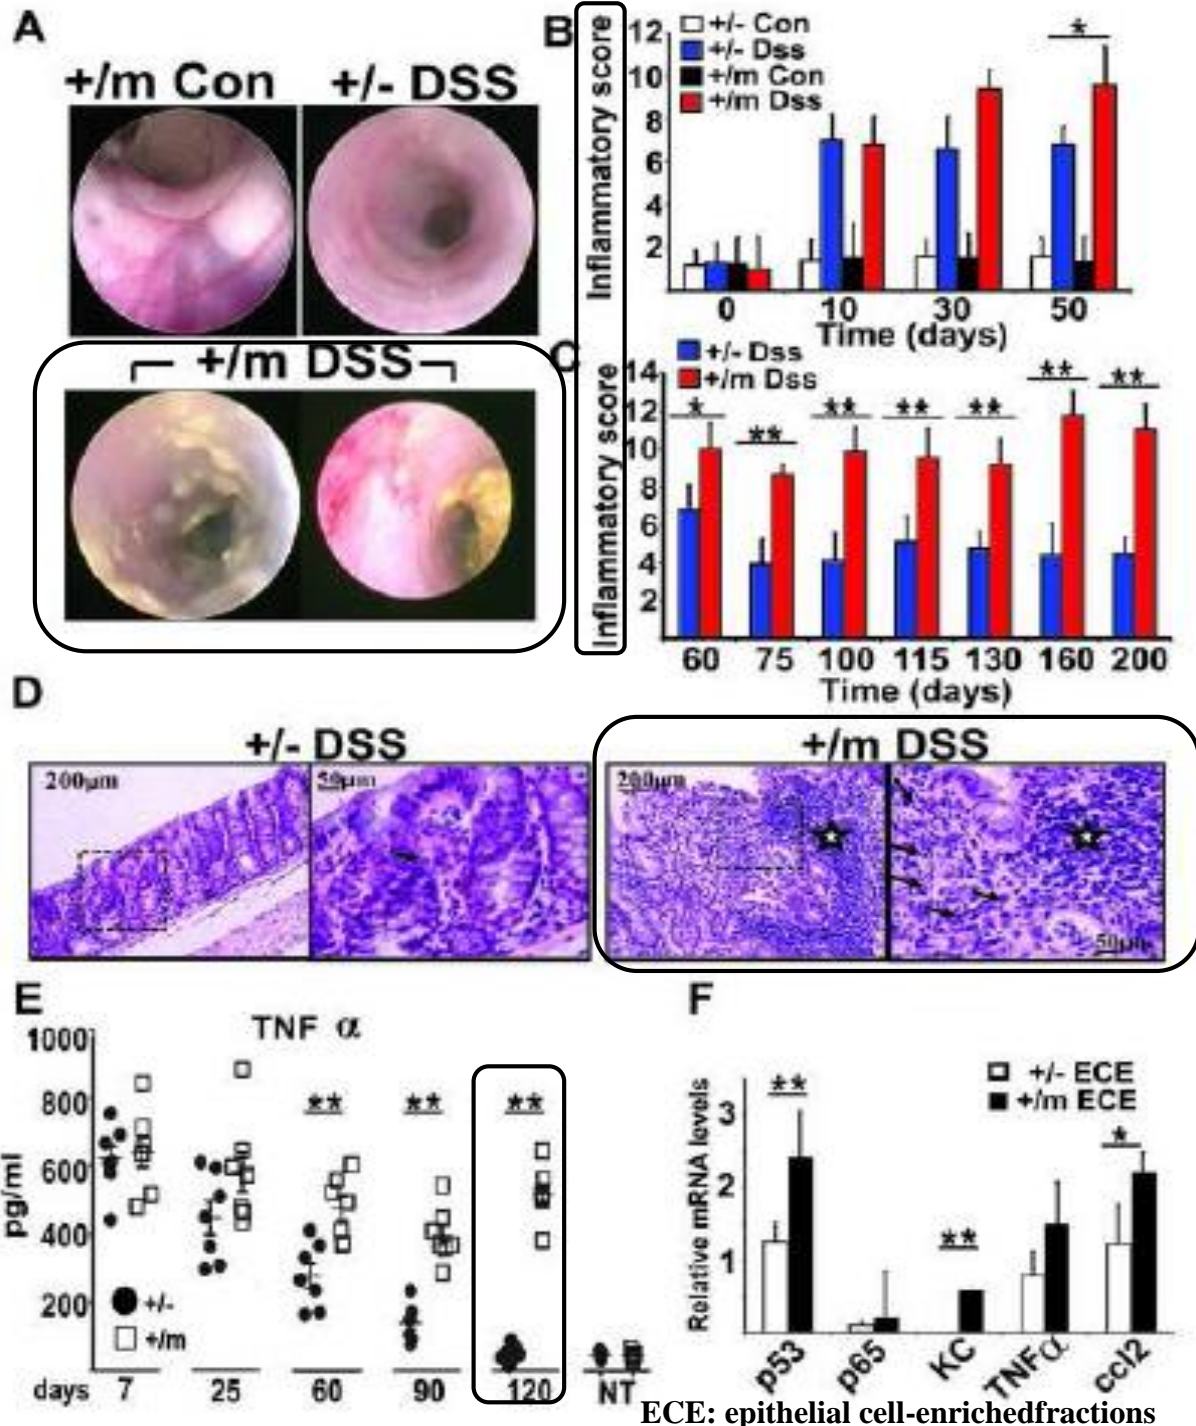 A
+/m Con
+/- DSS
+/m DSS
B
Inflammatory score
12
10
8
6
4
2
+/- Con
+/- Dss
+/m Con
+/m Dss
*
0 10 30 50
Time (days)
C
Inflammatory score
14
12
10
8
6
4
2
+/- Dss
+/m Dss
* ** ** ** ** ** **
60 75 100 115 130 160 200
Time (days)
D
+/- DSS
200µm
50µm
+/m DSS
200µm
50µm
E
TNF α
pg/ml
1000
800
600
400
200
** ** **
+/-
+/m
days 7 25 60 90 120 NT
F
Relative mRNA levels
3
2
1
+/- ECE
+/m ECE
** ** *
p53 p65 KC TNFα ccl2
ECE: epithelial cell-enrichedfractions